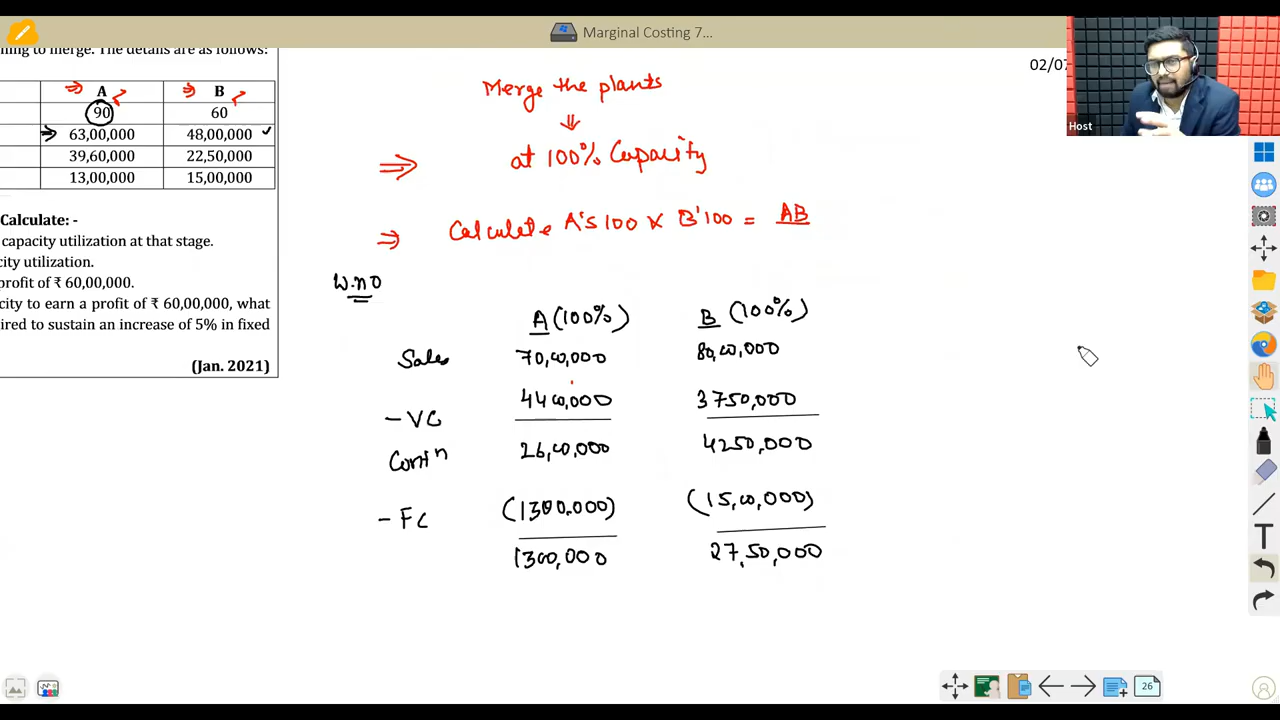 Marginal Costing 7...
ning to merge. The details are as follows:
⇒ A ⇒ B
90 60
63,00,000 48,00,000
39,60,000 22,50,000
13,00,000 15,00,000
Calculate: -
capacity utilization at that stage.
city utilization.
profit of ₹ 60,00,000.
city to earn a profit of ₹ 60,00,000, what
ired to sustain an increase of 5% in fixed
(Jan. 2021)
02/07
Host
Merge the plants
⇓
⇒ at 100% Capacity
⇒ Calculate A's 100 × B'100 = AB
W.no
A (100%) B (100%)
Sales 70,00,000 80,00,000
- VC 4400,000 3750,000
Contn 26,00,000 4250,000
- FC (1300,000) (15,00,000)
1300,000 27,50,000
26